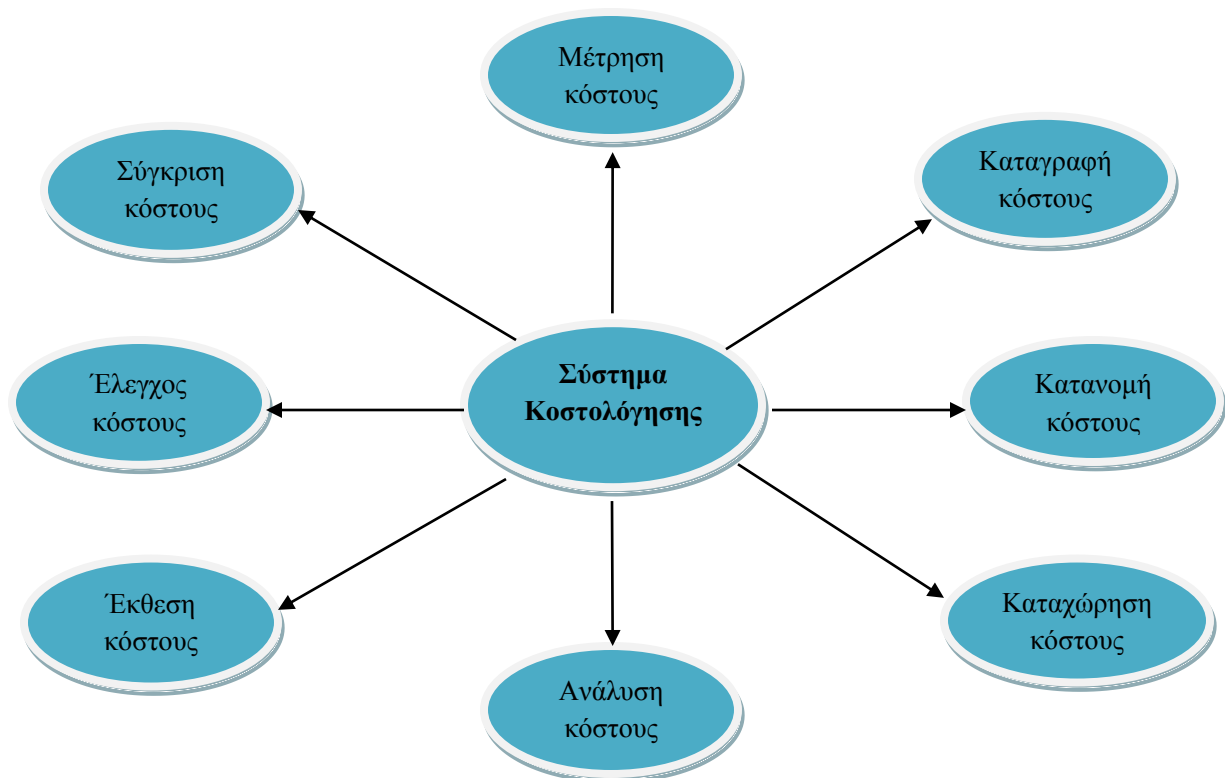 Μέτρηση
κόστους
Σύγκριση
κόστους
Καταγραφή
κόστους
Σύστημα
Κοστολόγησης
Έλεγχος
κόστους
Κατανομή
κόστους
Έκθεση
κόστους
Καταχώρηση
κόστους
Ανάλυση
κόστους